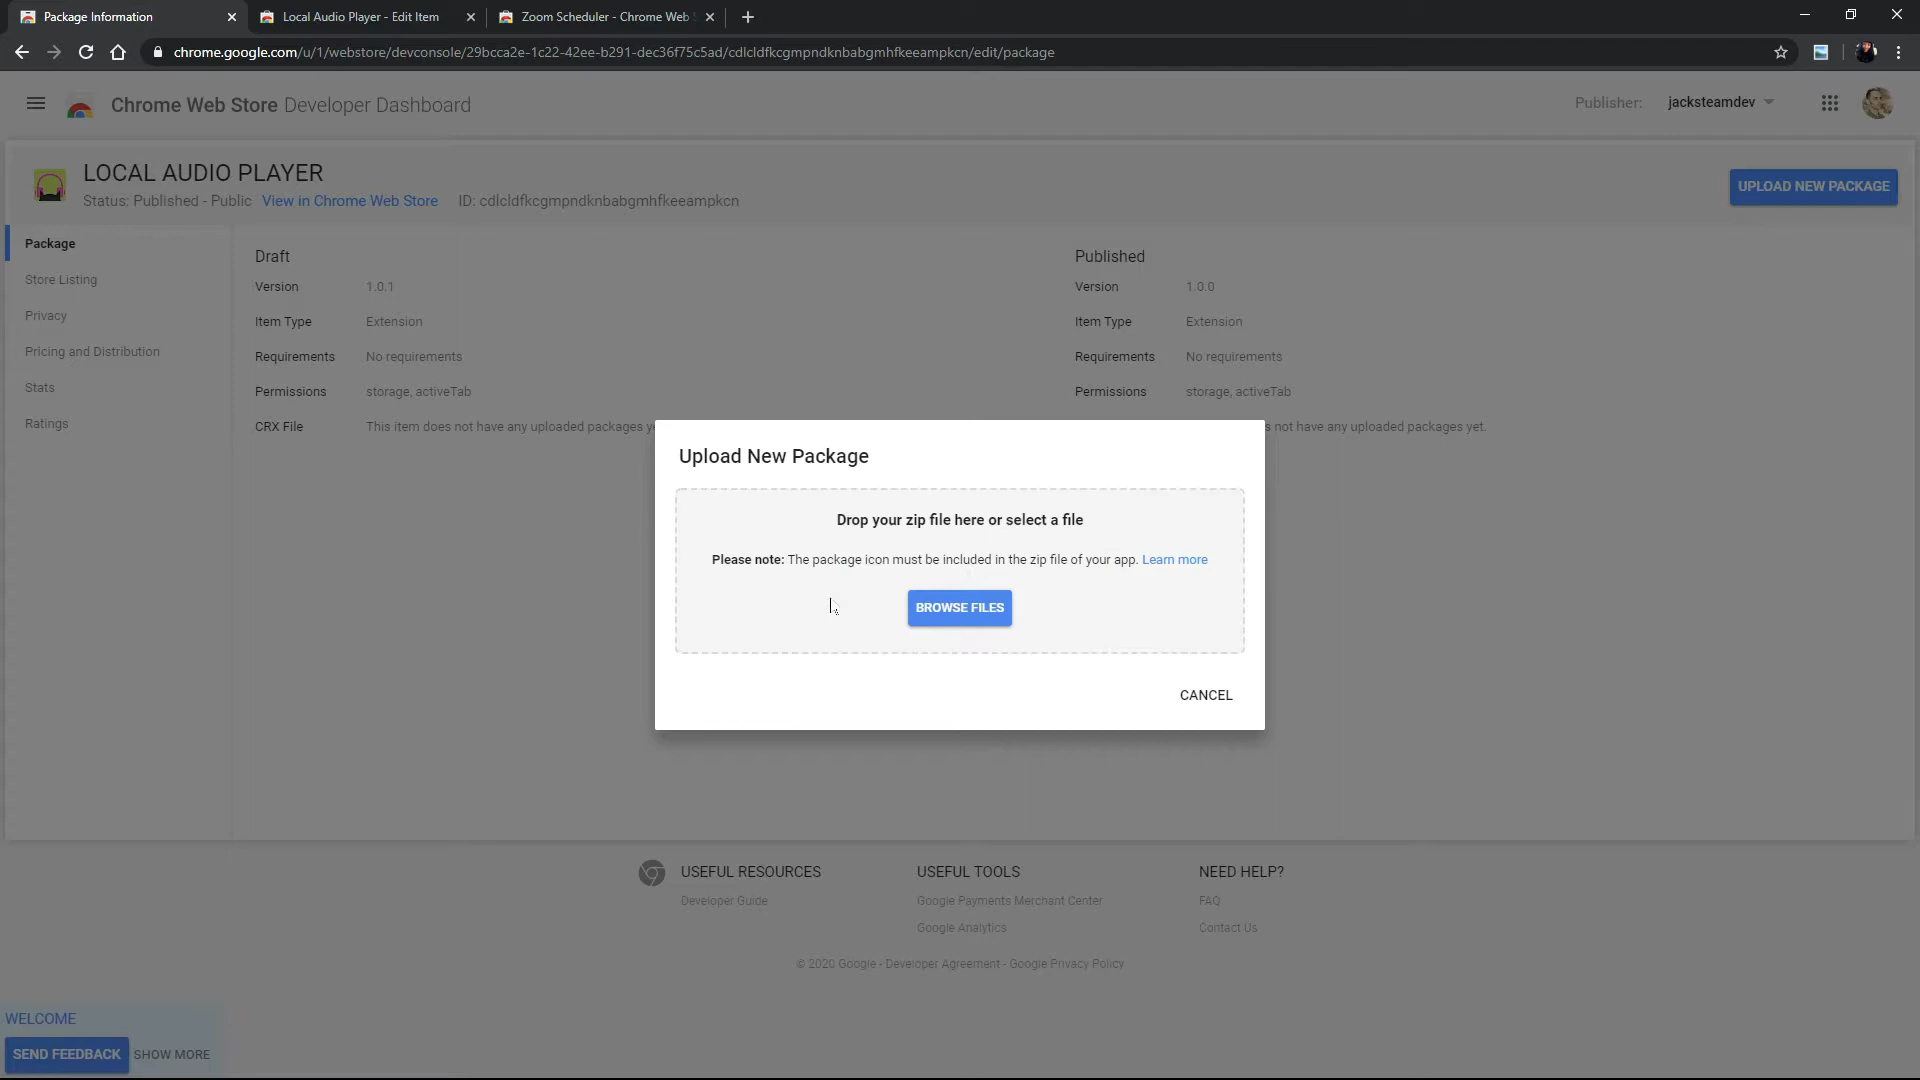 Package Information
Local Audio Player - Edit Item
Zoom Scheduler - Chrome Web
chrome.google.com/u/1/webstore/devconsole/29bcca2e-1c22-42ee-b291-dec36f75c5ad/cdlcldfkcgmpndknbabgmhfkeeampkcn/edit/package
Chrome Web Store Developer Dashboard
Publisher: jacksteamdev
LOCAL AUDIO PLAYER
Status: Published - Public View in Chrome Web Store ID: cdlcldfkcgmpndknbabgmhfkeeampkcn
UPLOAD NEW PACKAGE
Package
Store Listing
Privacy
Pricing and Distribution
Stats
Ratings
Draft
Version 1.0.1
Item Type Extension
Requirements No requirements
Permissions storage, activeTab
CRX File This item does not have any uploaded packages
Published
Version 1.0.0
Item Type Extension
Requirements No requirements
Permissions storage, activeTab
not have any uploaded packages yet.
Upload New Package
Drop your zip file here or select a file
Please note: The package icon must be included in the zip file of your app. Learn more
BROWSE FILES
CANCEL
USEFUL RESOURCES
Developer Guide
USEFUL TOOLS
Google Payments Merchant Center
Google Analytics
NEED HELP?
FAQ
Contact Us
© 2020 Google - Developer Agreement - Google Privacy Policy
WELCOME
SEND FEEDBACK SHOW MORE